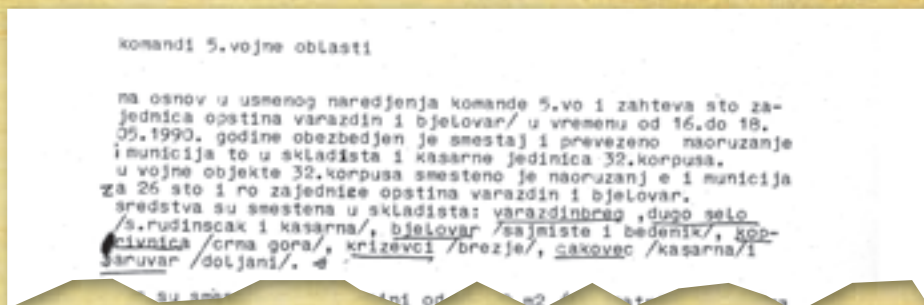 komandi 5.vojne oblasti
na osnov u usmenog naredjenja komande 5.vo i zahteva sto za-
jednica opstina varazdin i bjelovar/ u vremenu od 16.do 18.
05.1990. godine obezbedjen je smestaj i prevezeno naoruzanje
i municija to u skladista i kasarne jedinica 32.korpusa.
u vojne objekte 32.korpusa smesteno je naoruzanj e i municija
za 26 sto i ro zajednice opstina varazdin i bjelovar.
sredstva su smestena u skladista: varazdinbreg ,dugo selo
/s.rudinscak i kasarna/, bjelovar /sajmiste i bedenik/, kop-
rivnica /crna gora/, krizevci /brezje/, cakovec /kasarna/i
daruvar /doljani/.
su od m2